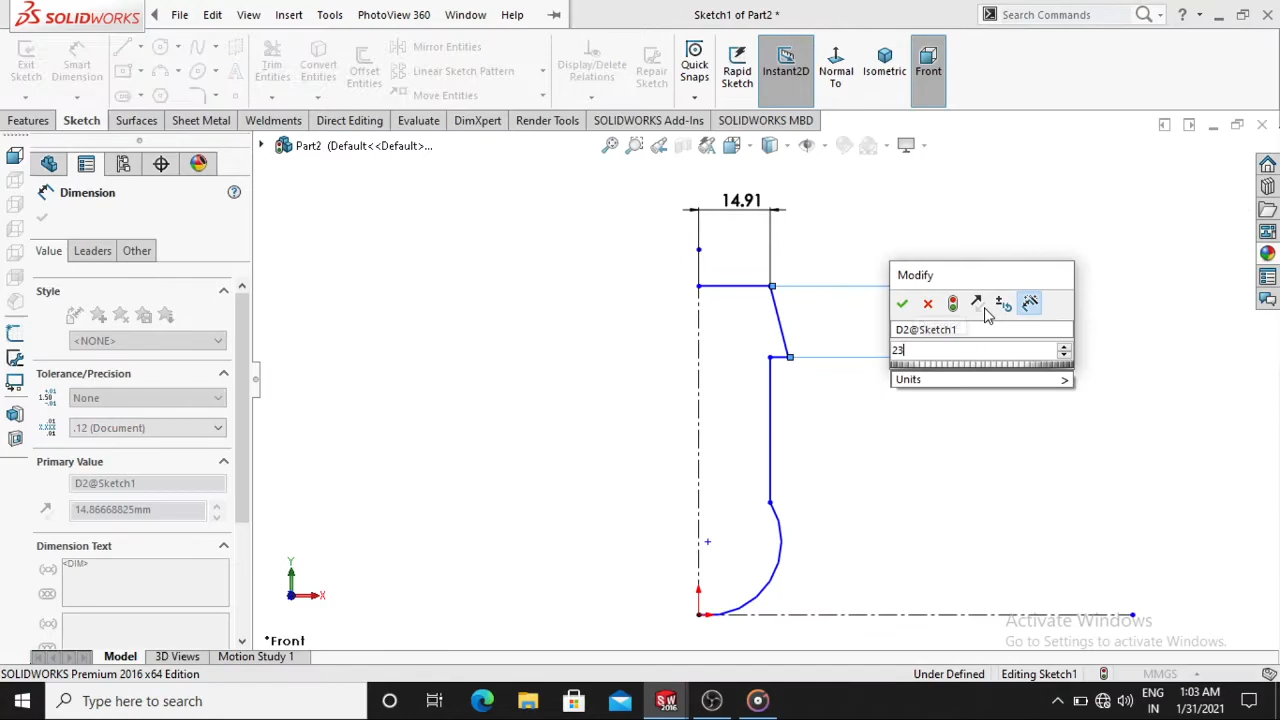 SOLIDWORKS
File Edit View Insert Tools PhotoView 360 Window Help
Sketch1 of Part2 *
Search Commands
?
Exit Sketch
Smart Dimension
Trim Entities
Convert Entities
Offset Entities
Mirror Entities
Linear Sketch Pattern
Move Entities
Display/Delete Relations
Repair Sketch
Quick Snaps
Rapid Sketch
Instant2D
Normal To
Isometric
Front
Features Sketch Surfaces Sheet Metal Weldments Direct Editing Evaluate DimXpert Render Tools SOLIDWORKS Add-Ins SOLIDWORKS MBD
Part2 (Default<<Default>...
Dimension
Value Leaders Other
Style
<NONE>
Tolerance/Precision
None
.12 (Document)
Primary Value
D2@Sketch1
14.86668825mm
Dimension Text
<DIM>
14.91
Modify
D2@Sketch1
23
Units >
Y
X
*Front
Activate Windows
Go to Settings to activate Windows.
Model 3D Views Motion Study 1
SOLIDWORKS Premium 2016 x64 Edition
Under Defined Editing Sketch1 MMGS
Type here to search
ENG
IN
1:03 AM
1/31/2021